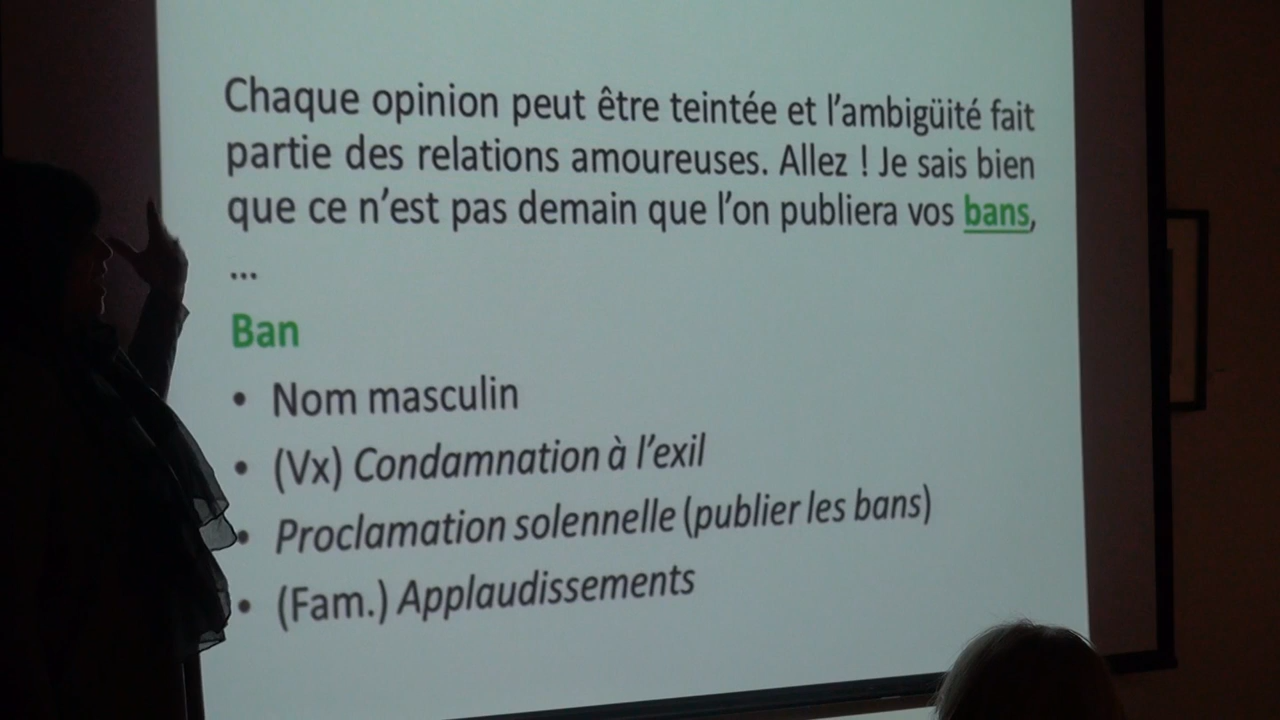 Chaque opinion peut être teintée et l'ambigüité fait
partie des relations amoureuses. Allez ! Je sais bien
que ce n'est pas demain que l'on publiera vos bans,
...
Ban
• Nom masculin
• (Vx) Condamnation à l'exil
• Proclamation solennelle (publier les bans)
• (Fam.) Applaudissements